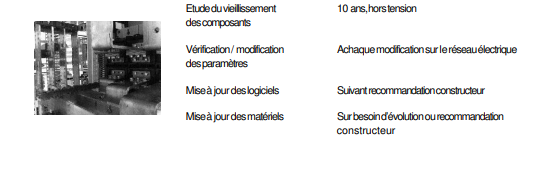 Etude du vieillissement
des composants
10 ans, hors tension
Vérification / modification
des paramètres
Achaque modification sur le réseau électrique
Mise à jour des logiciels
Suivant recommandation constructeur
Mise à jour des matériels
Sur besoin d'évolution ou recommandation
constructeur